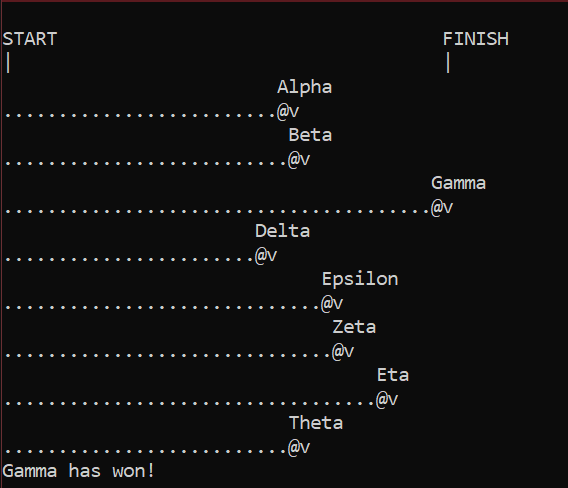 START                                   FINISH
|                                       |
                         Alpha
.........................@v
                          Beta
..........................@v
                                       Gamma
.......................................@v
                       Delta
.......................@v
                             Epsilon
.............................@v
                              Zeta
..............................@v
                                  Eta
..................................@v
                          Theta
..........................@v
Gamma has won!